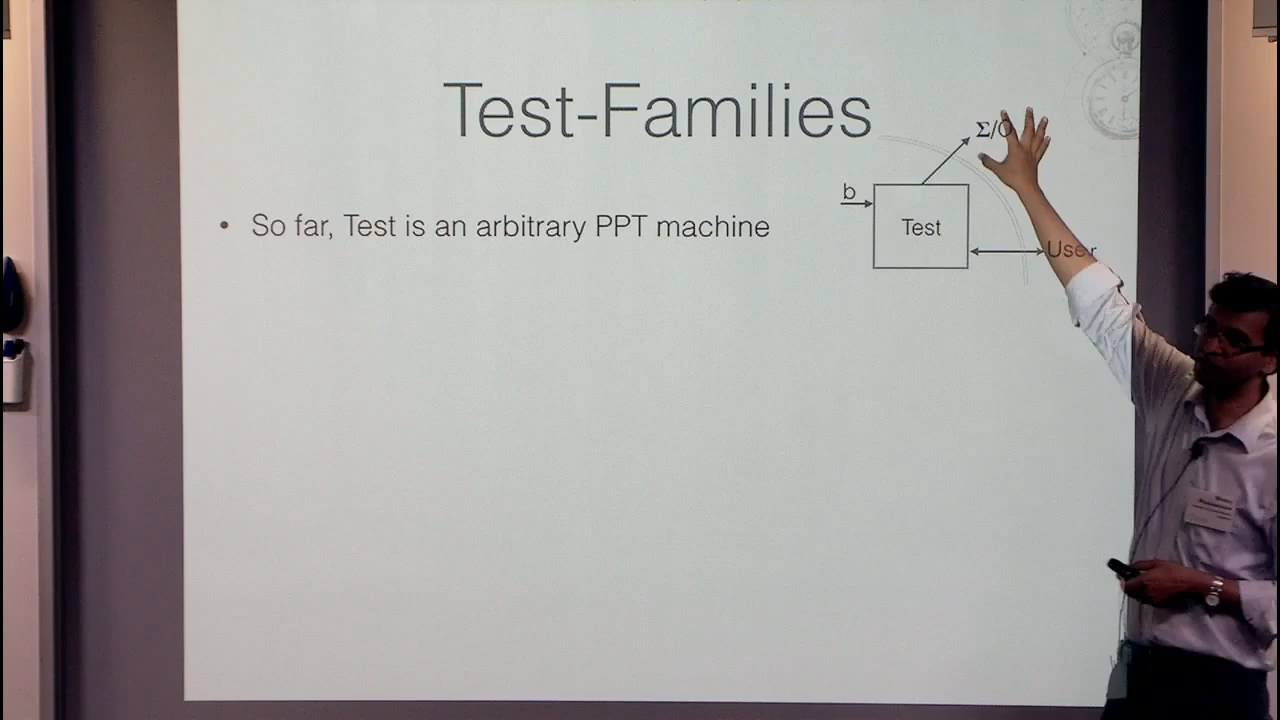 Test-Families
Σ/O
b
• So far, Test is an arbitrary PPT machine
Test
User